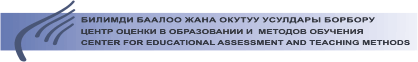 БИЛИМДИ БААЛОО ЖАНА ОКУТУУ УСУЛДАРЫ БОРБОРУ
ЦЕНТР ОЦЕНКИ В ОБРАЗОВАНИИ И МЕТОДОВ ОБУЧЕНИЯ
CENTER FOR EDUCATIONAL ASSESSMENT AND TEACHING METHODS